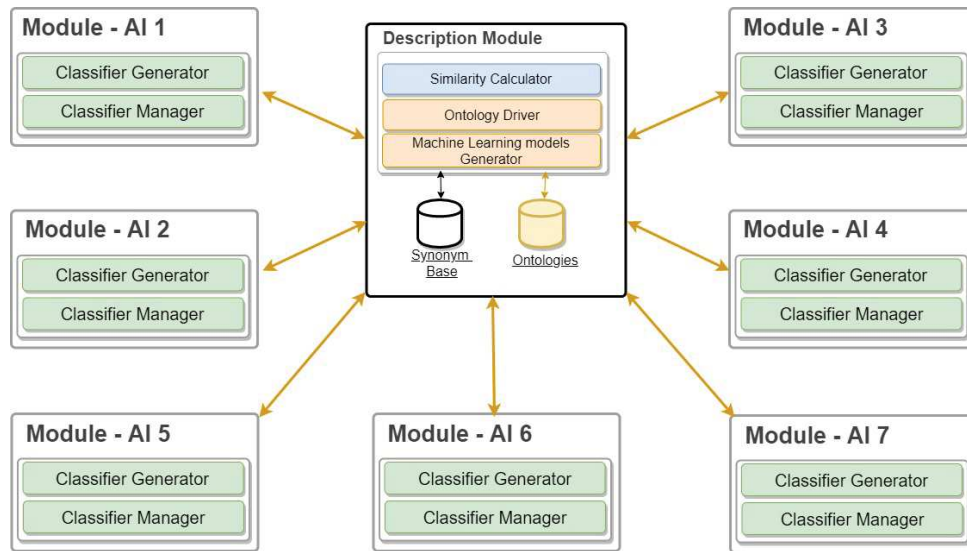 Module - AI 1
Classifier Generator
Classifier Manager
Description Module
Similarity Calculator
Ontology Driver
Machine Learning models
Generator
Synonym
Base
Ontologies
Module - AI 3
Classifier Generator
Classifier Manager
Module - AI 2
Classifier Generator
Classifier Manager
Module - AI 4
Classifier Generator
Classifier Manager
Module - AI 5
Classifier Generator
Classifier Manager
Module - AI 6
Classifier Generator
Classifier Manager
Module - AI 7
Classifier Generator
Classifier Manager